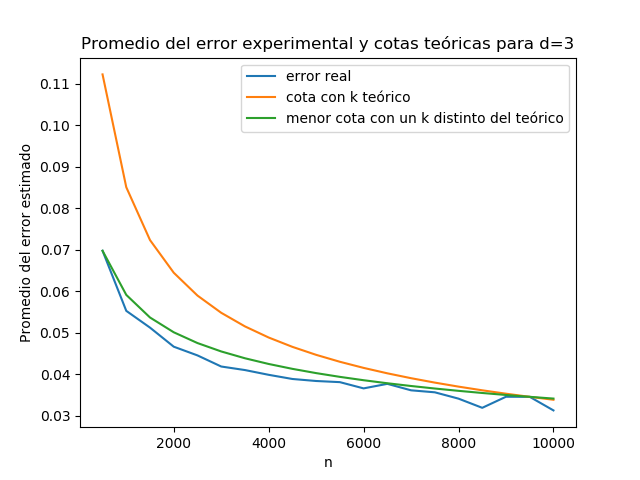 Promedio del error experimental y cotas teóricas para d=3
error real
cota con k teórico
menor cota con un k distinto del teórico
Promedio del error estimado
0.11
0.10
0.09
0.08
0.07
0.06
0.05
0.04
0.03
2000 4000 6000 8000 10000
n